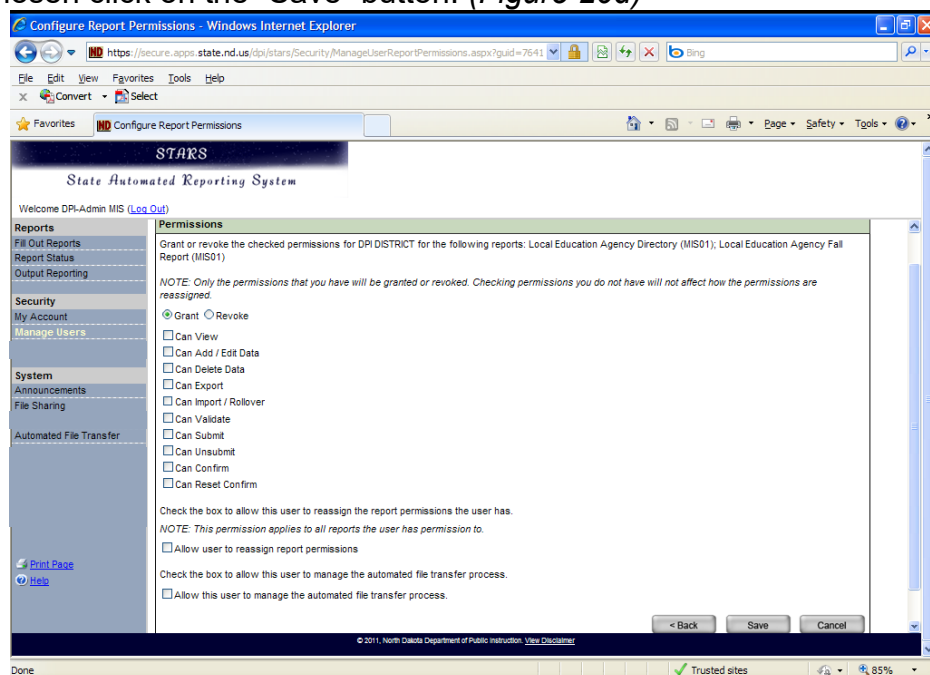 lesson click on the "Save" button. (Figure 20d)
Configure Report Permissions - Windows Internet Explorer
https://secure.apps.state.nd.us/dpi/stars/Security/ManageUserReportPermissions.aspx?guid=7641
Bing
File Edit View Favorites Tools Help
x Convert Select
Favorites ND Configure Report Permissions Page Safety Tools
STARS
State Automated Reporting System
Welcome DPI-Admin MIS (Log Out)
Reports
Fill Out Reports
Report Status
Output Reporting
Security
My Account
Manage Users
System
Announcements
File Sharing
Automated File Transfer
Print Page
Help
Permissions
Grant or revoke the checked permissions for DPI DISTRICT for the following reports: Local Education Agency Directory (MIS01); Local Education Agency Fall
Report (MIS01)
NOTE: Only the permissions that you have will be granted or revoked. Checking permissions you do not have will not affect how the permissions are
reassigned.
Grant Revoke
Can View
Can Add / Edit Data
Can Delete Data
Can Export
Can Import / Rollover
Can Validate
Can Submit
Can Unsubmit
Can Confirm
Can Reset Confirm
Check the box to allow this user to reassign the report permissions the user has.
NOTE: This permission applies to all reports the user has permission to.
Allow user to reassign report permissions
Check the box to allow this user to manage the automated file transfer process.
Allow this user to manage the automated file transfer process.
< Back Save Cancel
© 2011, North Dakota Department of Public Instruction. View Disclaimer
Done Trusted sites 85%